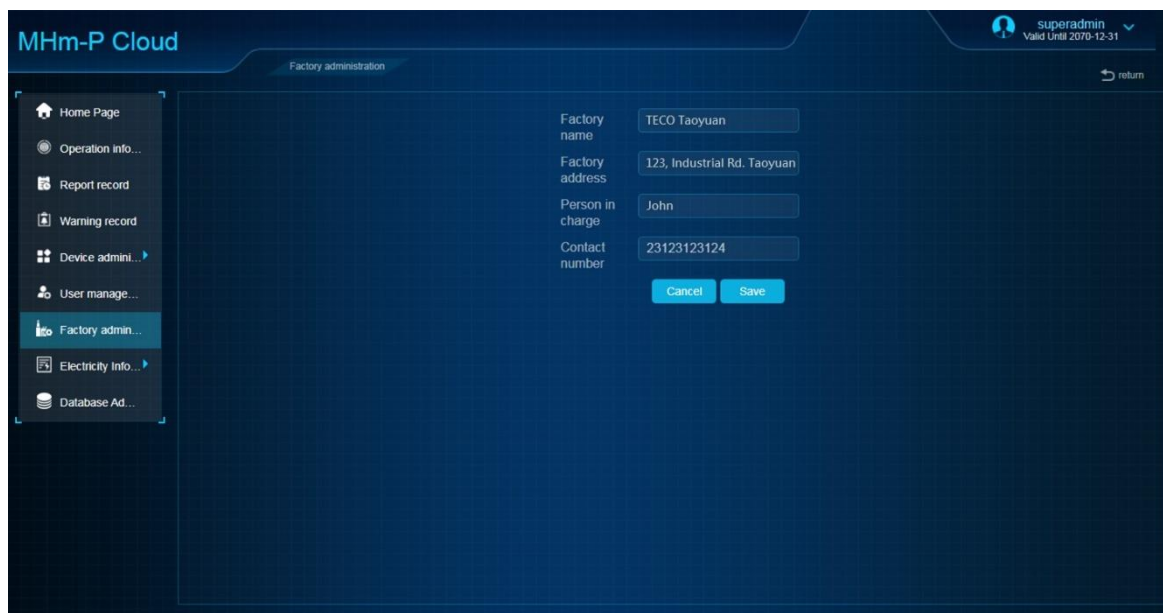 MHm-P Cloud
superadmin
Valid Until 2070-12-31
Factory administration
return
Home Page
Operation info...
Report record
Warning record
Device admini...
User manage...
Factory admin...
Electricity Info...
Database Ad...
Factory
name
TECO Taoyuan
Factory
address
123, Industrial Rd. Taoyuan
Person in
charge
John
Contact
number
23123123124
Cancel
Save